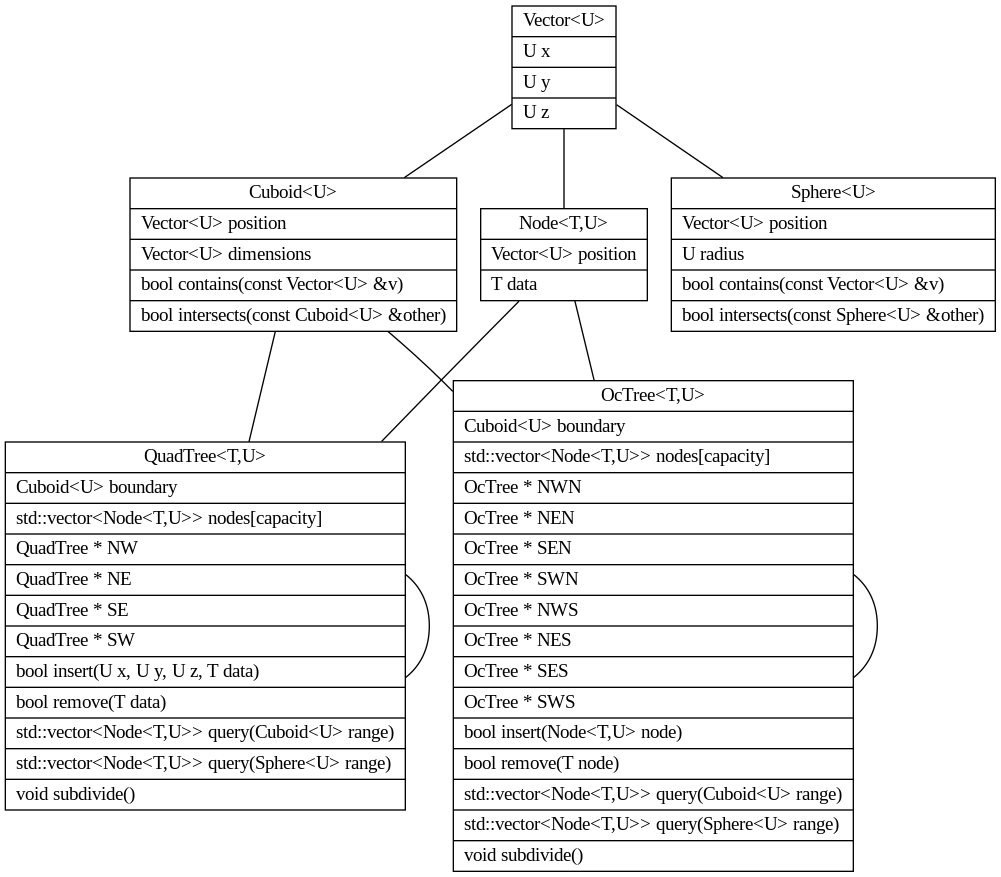 Vector<U>
U x
U y
U z
Cuboid<U>
Vector<U> position
Vector<U> dimensions
bool contains(const Vector<U> &v)
bool intersects(const Cuboid<U> &other)
Node<T,U>
Vector<U> position
T data
Sphere<U>
Vector<U> position
U radius
bool contains(const Vector<U> &v)
bool intersects(const Sphere<U> &other)
QuadTree<T,U>
Cuboid<U> boundary
std::vector<Node<T,U>> nodes[capacity]
QuadTree * NW
QuadTree * NE
QuadTree * SE
QuadTree * SW
bool insert(U x, U y, U z, T data)
bool remove(T data)
std::vector<Node<T,U>> query(Cuboid<U> range)
std::vector<Node<T,U>> query(Sphere<U> range)
void subdivide()
OcTree<T,U>
Cuboid<U> boundary
std::vector<Node<T,U>> nodes[capacity]
OcTree * NWN
OcTree * NEN
OcTree * SEN
OcTree * SWN
OcTree * NWS
OcTree * NES
OcTree * SES
OcTree * SWS
bool insert(Node<T,U> node)
bool remove(T node)
std::vector<Node<T,U>> query(Cuboid<U> range)
std::vector<Node<T,U>> query(Sphere<U> range)
void subdivide()